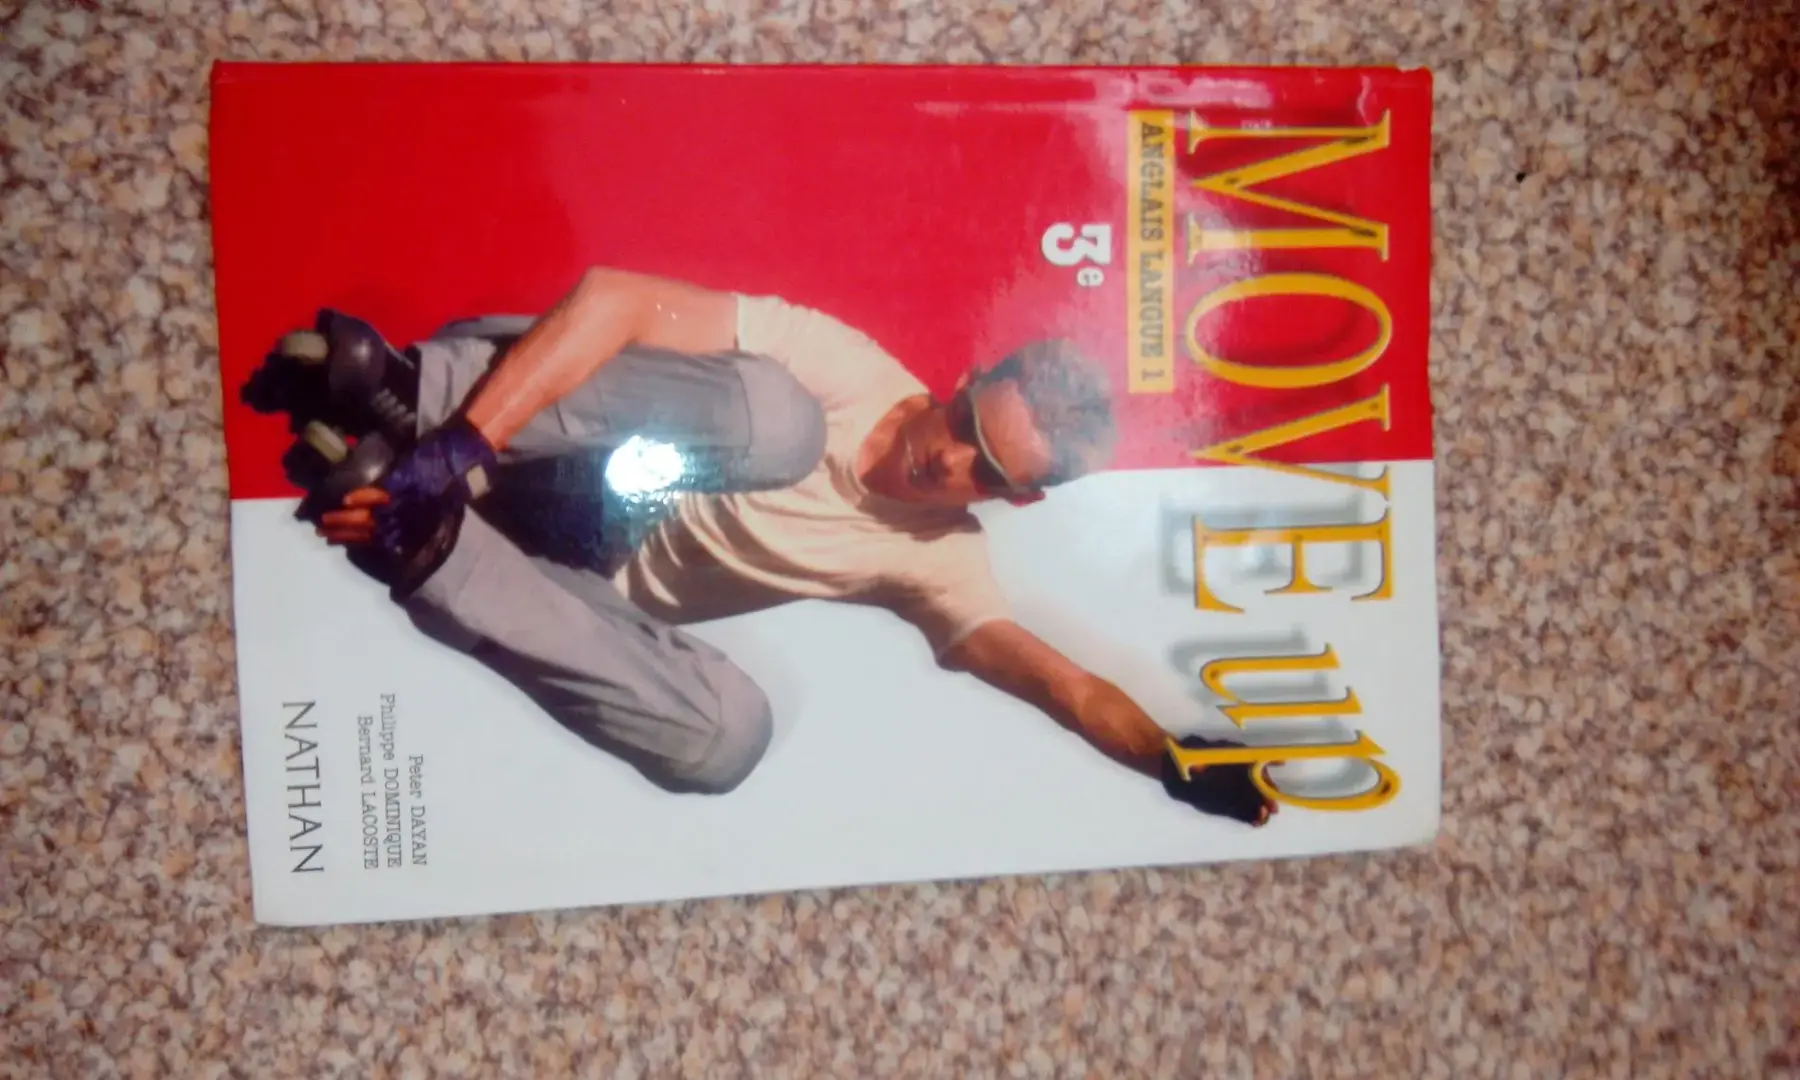 MOVE up
ANGLAIS LANGUE 1
3e
Peter DAYAN
Philippe DOMINIQUE
Bernard LACOSTE
NATHAN